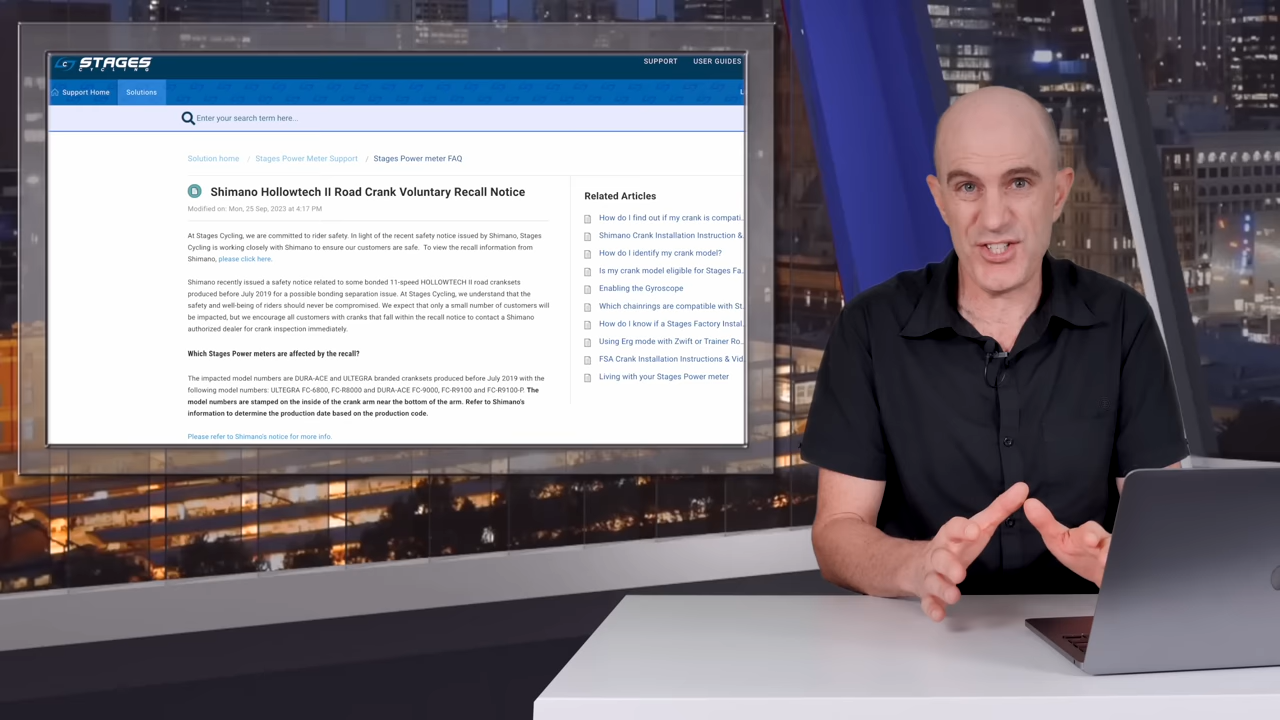 STAGES
CYCLING
SUPPORT
USER GUIDES
Support Home
Solutions
L
Enter your search term here...
Solution home / Stages Power Meter Support / Stages Power meter FAQ
Shimano Hollowtech II Road Crank Voluntary Recall Notice
Modified on: Mon, 25 Sep, 2023 at 4:17 PM
At Stages Cycling, we are committed to rider safety. In light of the recent safety notice issued by Shimano, Stages
Cycling is working closely with Shimano to ensure our customers are safe. To view the recall information from
Shimano, please click here.
Shimano recently issued a safety notice related to some bonded 11-speed HOLLOWTECH II road cranksets
produced before July 2019 for a possible bonding separation issue. At Stages Cycling, we understand that the
safety and well-being of riders should never be compromised. We expect that only a small number of customers will
be impacted, but we encourage all customers with cranks that fall within the recall notice to contact a Shimano
authorized dealer for crank inspection immediately.
Which Stages Power meters are affected by the recall?
The impacted model numbers are DURA-ACE and ULTEGRA branded cranksets produced before July 2019 with the
following model numbers: ULTEGRA FC-6800, FC-R8000 and DURA-ACE FC-9000, FC-R9100 and FC-R9100-P. The
model numbers are stamped on the inside of the crank arm near the bottom of the arm. Refer to Shimano's
information to determine the production date based on the production code.
Please refer to Shimano's notice for more info.
Related Articles
How do I find out if my crank is compati...
Shimano Crank Installation Instruction &...
How do I identify my crank model?
Is my crank model eligible for Stages Fa...
Enabling the Gyroscope
Which chainrings are compatible with St...
How do I know if a Stages Factory Instal...
Using Erg mode with Zwift or Trainer Ro...
FSA Crank Installation Instructions & Vid...
Living with your Stages Power meter